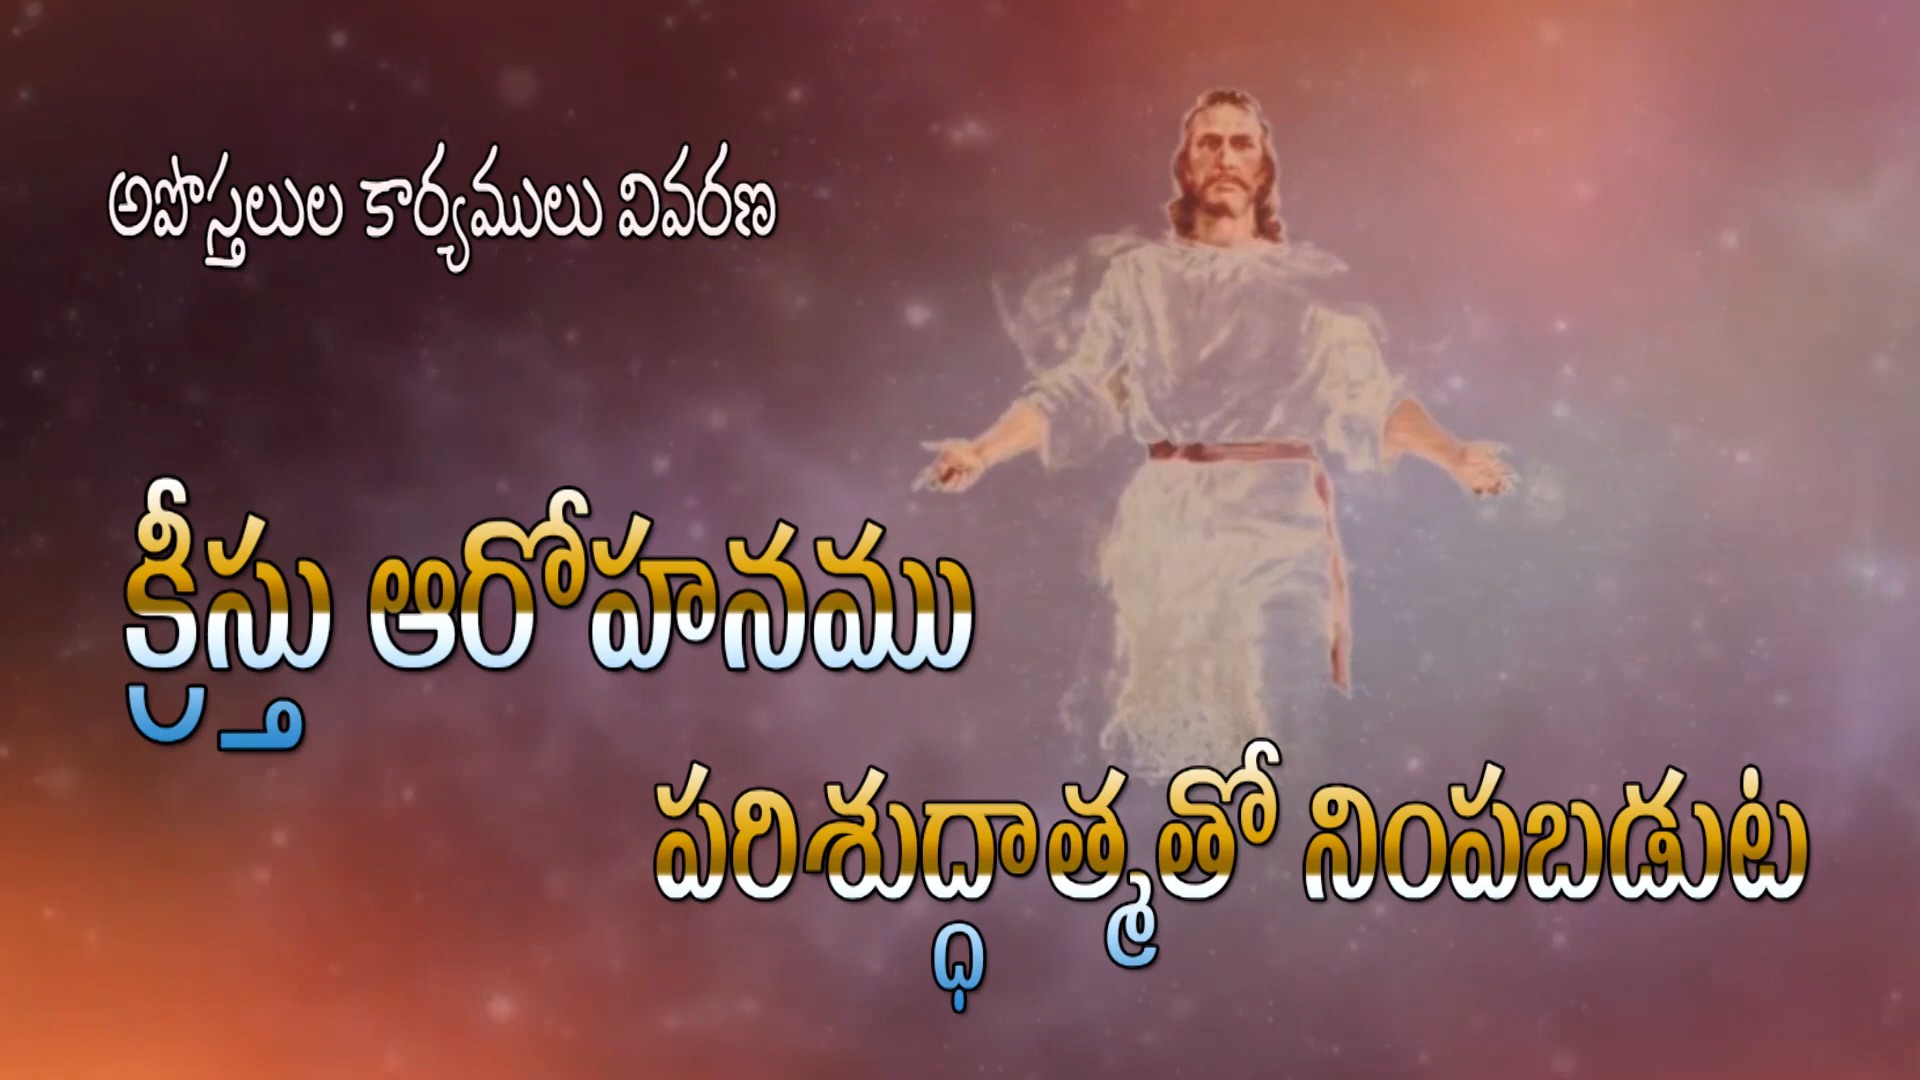 అపోస్తలుల కార్యములు వివరణ
క్రీస్తు ఆరోహనము
పరిశుద్ధాత్మతో నింపబడుట